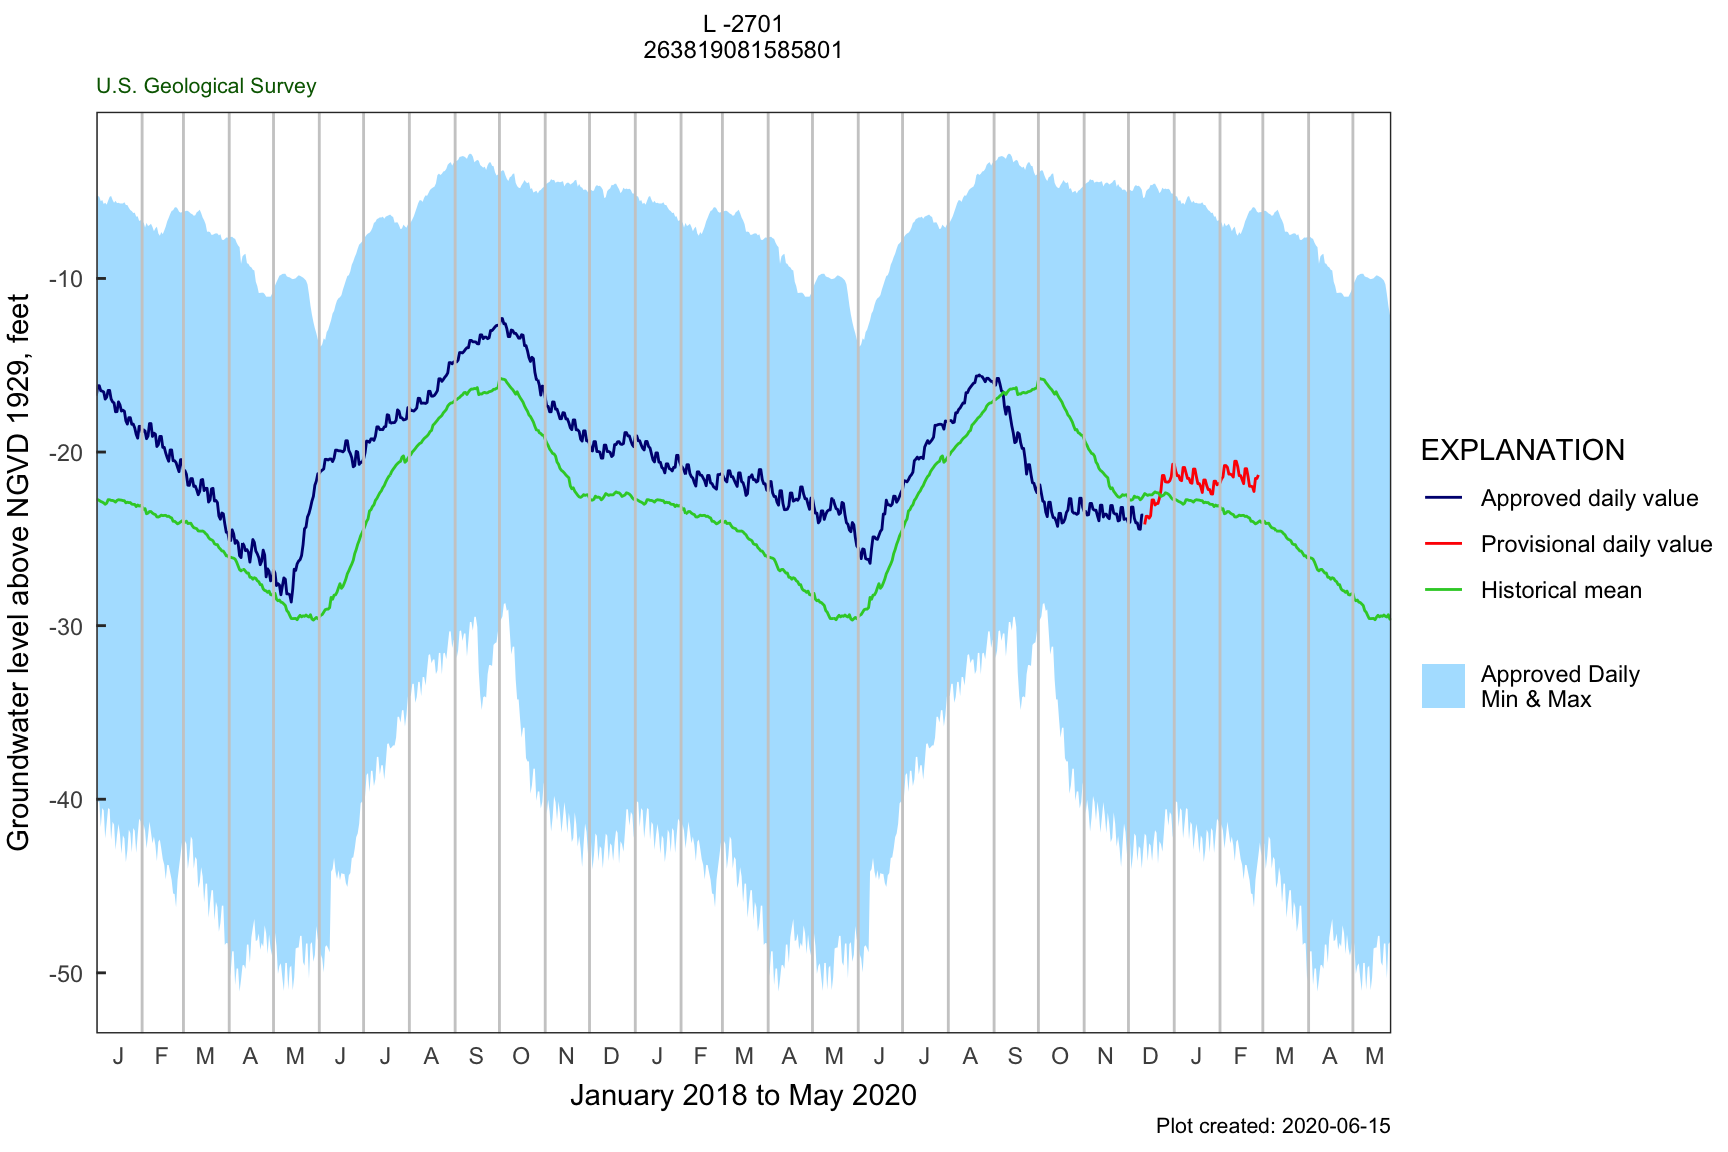 L -2701
263819081585801
U.S. Geological Survey
Groundwater level above NGVD 1929, feet
-10
-20
-30
-40
-50
J F M A M J J A S O N D J F M A M J J A S O N D J F M A M
January 2018 to May 2020
EXPLANATION
Approved daily value
Provisional daily value
Historical mean
Approved Daily
Min & Max
Plot created: 2020-06-15